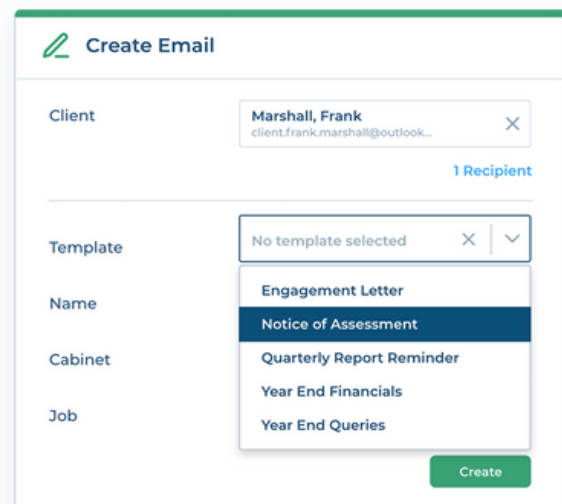 Create Email
Client
Marshall, Frank
client.frank.marshall@outlook...
1 Recipient
Template
No template selected
Engagement Letter
Name
Notice of Assessment
Cabinet
Quarterly Report Reminder
Year End Financials
Job
Year End Queries
Create